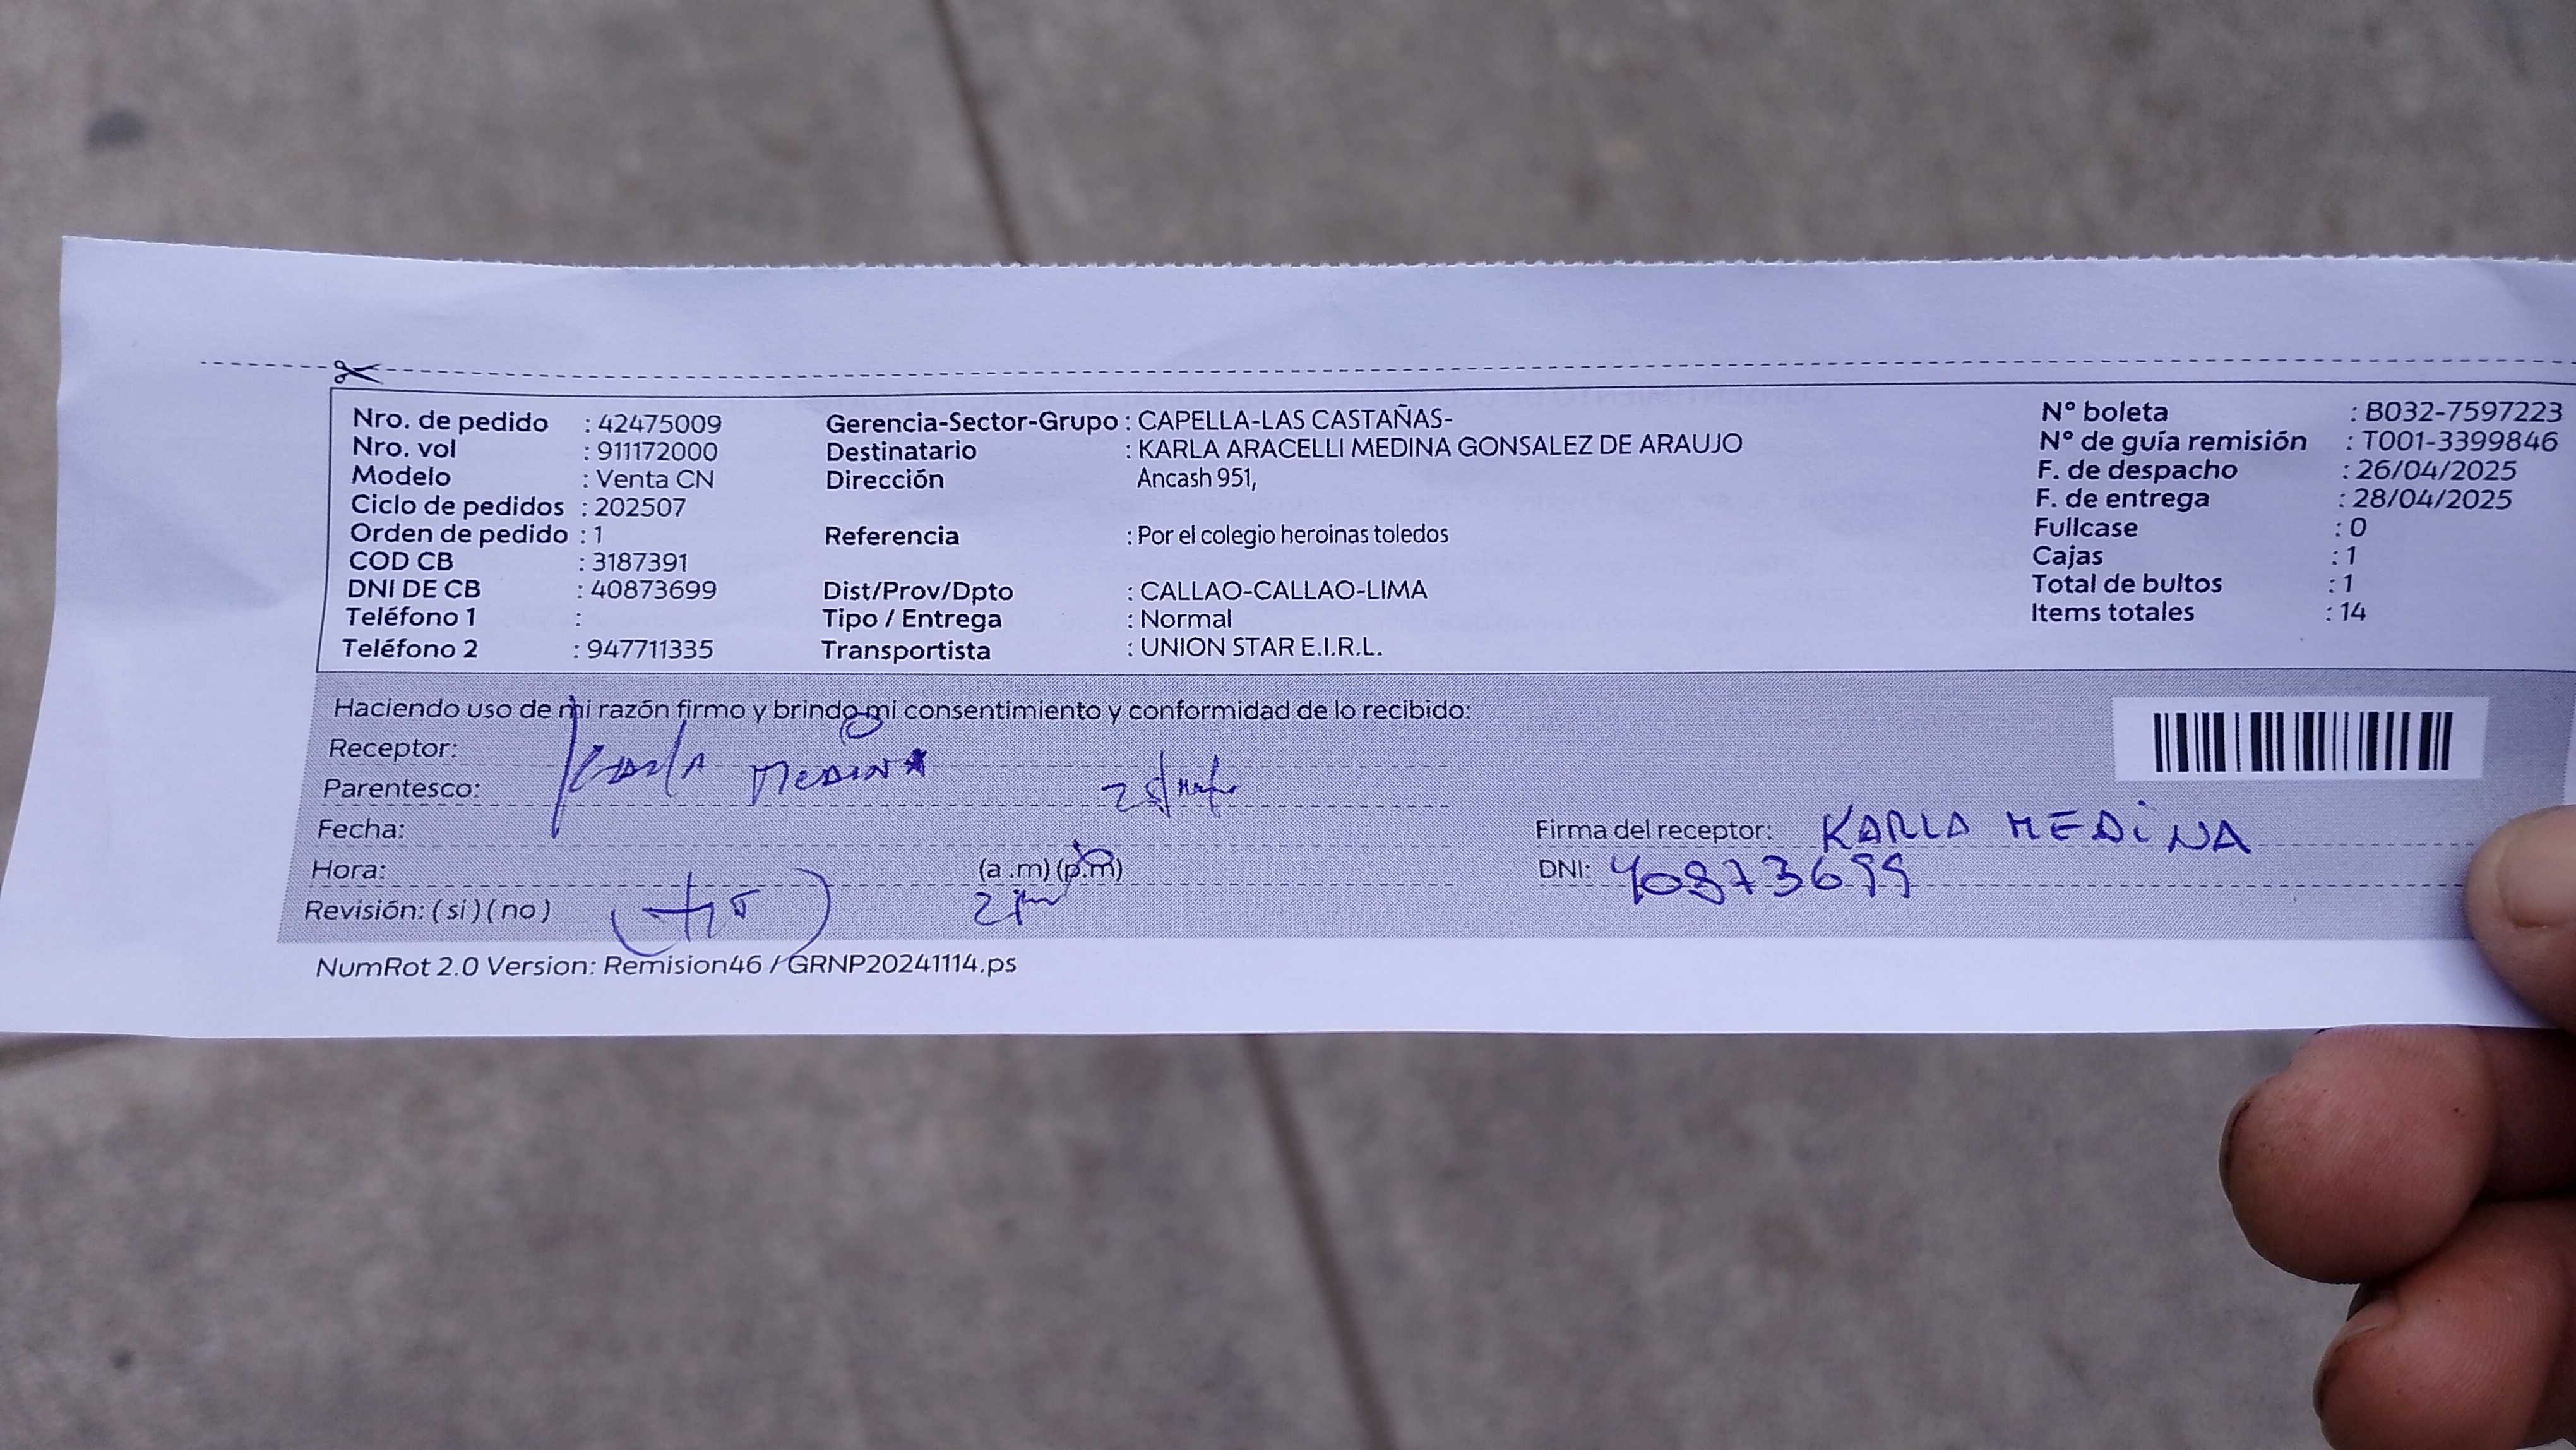 Nro. de pedido : 42475009
Nro. vol : 911172000
Modelo : Venta CN
Ciclo de pedidos : 202507
Orden de pedido : 1
COD CB : 3187391
DNI DE CB : 40873699
Teléfono 1 :
Teléfono 2 : 947711335
Gerencia-Sector-Grupo : CAPELLA-LAS CASTAÑAS-
Destinatario : KARLA ARACELLI MEDINA GONSALEZ DE ARAUJO
Dirección Ancash 951,
Referencia : Por el colegio heroinas toledos
Dist/Prov/Dpto : CALLAO-CALLAO-LIMA
Tipo / Entrega : Normal
Transportista : UNION STAR E.I.R.L.
N° boleta : B032-7597223
N° de guía remisión : T001-3399846
F. de despacho : 26/04/2025
F. de entrega : 28/04/2025
Fullcase : 0
Cajas : 1
Total de bultos : 1
Items totales : 14
Haciendo uso de mi razón firmo y brindo mi consentimiento y conformidad de lo recibido:
Receptor: Karla Medina
Parentesco:
Fecha:
Hora: (a .m) (p.m)
2 pm
Revisión: ( si ) ( no )
Firma del receptor: KARLA MEDiNA
DNI: 40873699
NumRot 2.0 Version: Remision46 / GRNP20241114.ps